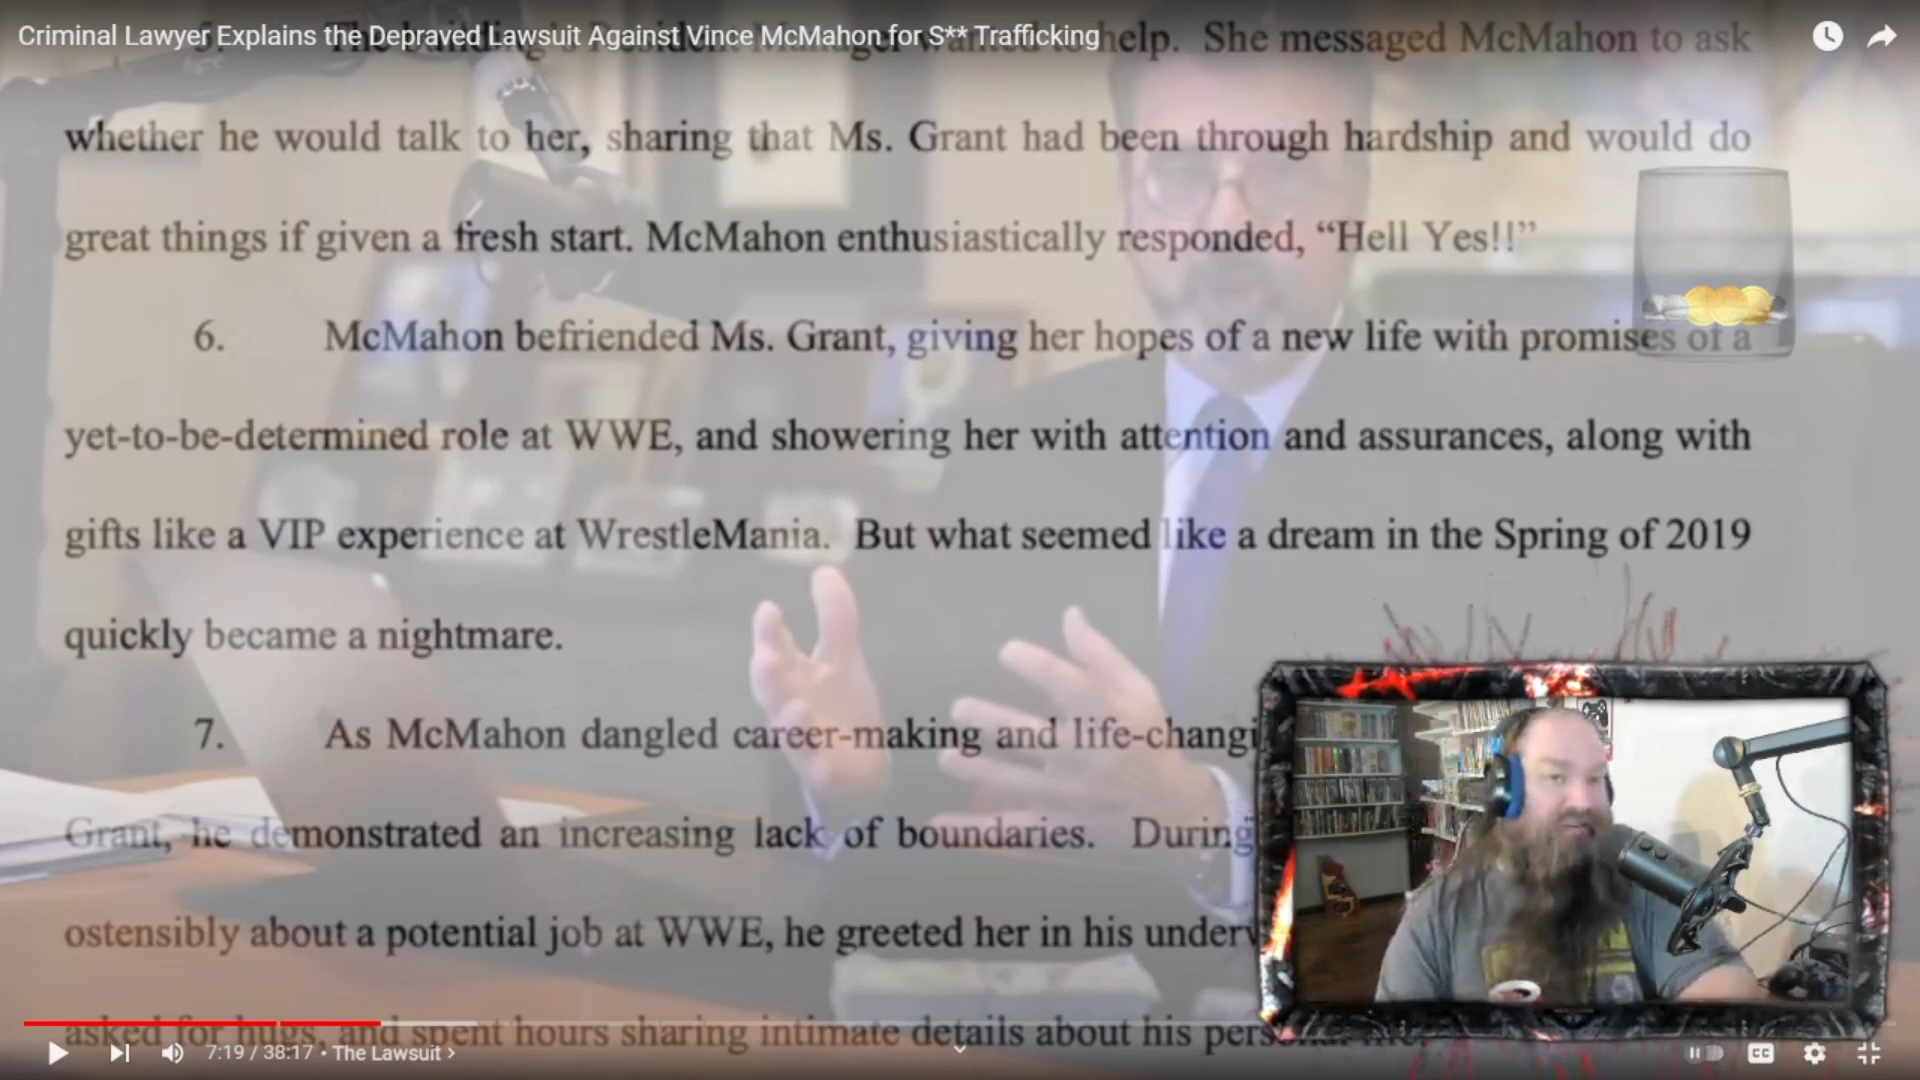 Criminal Lawyer Explains the Depraved Lawsuit Against Vince McMahon for S** Trafficking
help. She messaged McMahon to ask
whether he would talk to her, sharing that Ms. Grant had been through hardship and would do
great things if given a fresh start. McMahon enthusiastically responded, “Hell Yes!!”
6. McMahon befriended Ms. Grant, giving her hopes of a new life with promises of a
yet-to-be-determined role at WWE, and showering her with attention and assurances, along with
gifts like a VIP experience at WrestleMania. But what seemed like a dream in the Spring of 2019
quickly became a nightmare.
7. As McMahon dangled career-making and life-changi
Grant, he demonstrated an increasing lack of boundaries. During
ostensibly about a potential job at WWE, he greeted her in his underw
asked for hugs, and spent hours sharing intimate details about his pers
7:19 / 38:17 • The Lawsuit ›
CC